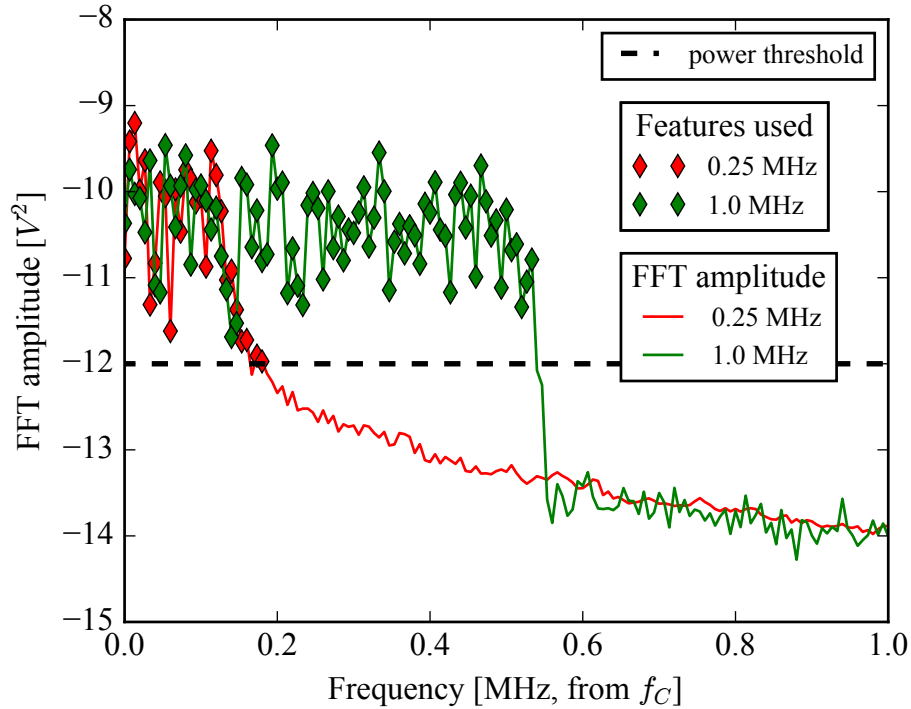 −8
−9
−10
−11
−12
−13
−14
−15
FFT amplitude [V²]
power threshold
Features used
0.25 MHz
1.0 MHz
FFT amplitude
0.25 MHz
1.0 MHz
0.0 0.2 0.4 0.6 0.8 1.0
Frequency [MHz, from f_C]